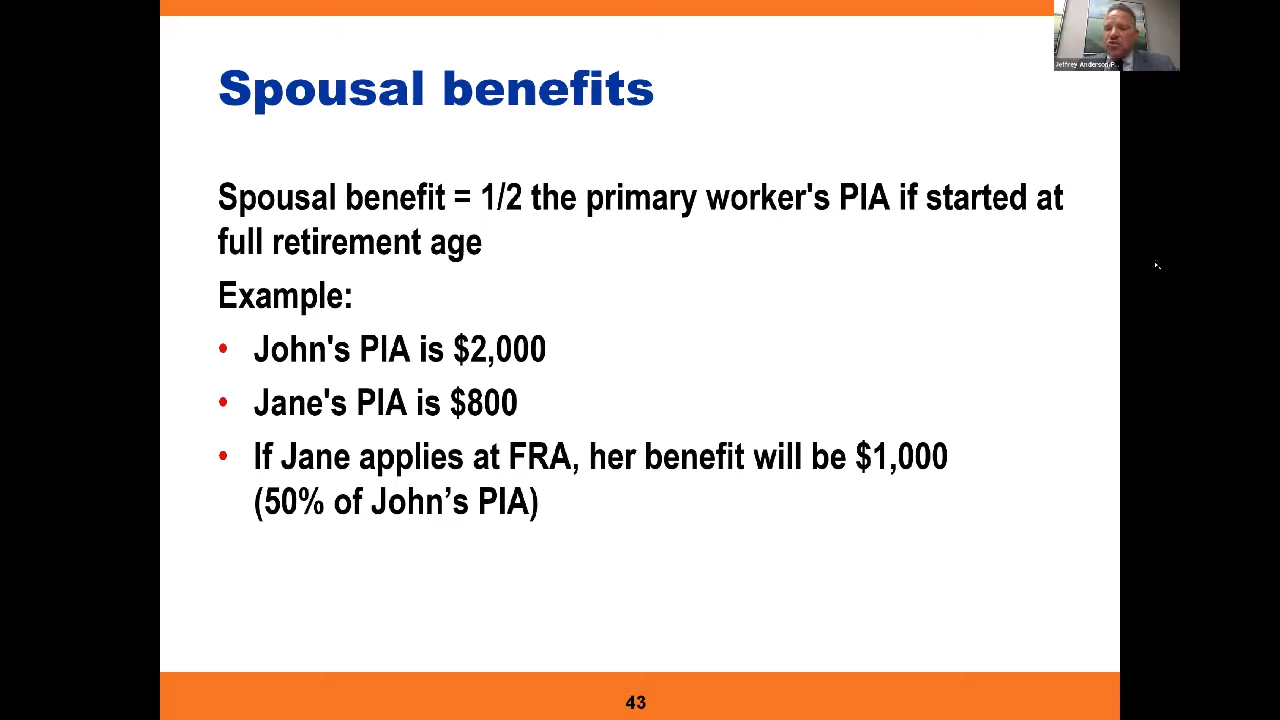 Jeffrey Anderson/P...
Spousal benefits
Spousal benefit = 1/2 the primary worker's PIA if started at
full retirement age
Example:
• John's PIA is $2,000
• Jane's PIA is $800
• If Jane applies at FRA, her benefit will be $1,000
(50% of John’s PIA)
43